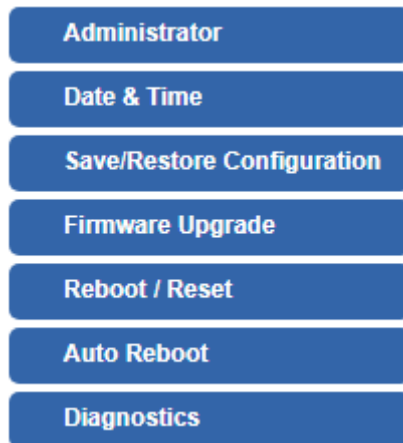 Administrator
Date & Time
Save/Restore Configuration
Firmware Upgrade
Reboot / Reset
Auto Reboot
Diagnostics